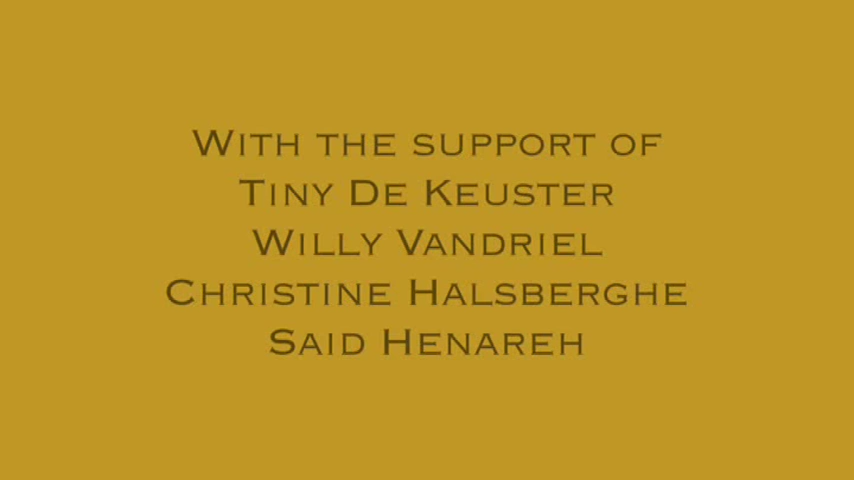 With the support of
Tiny De Keuster
Willy Vandriel
Christine Halsberghe
Said Henareh